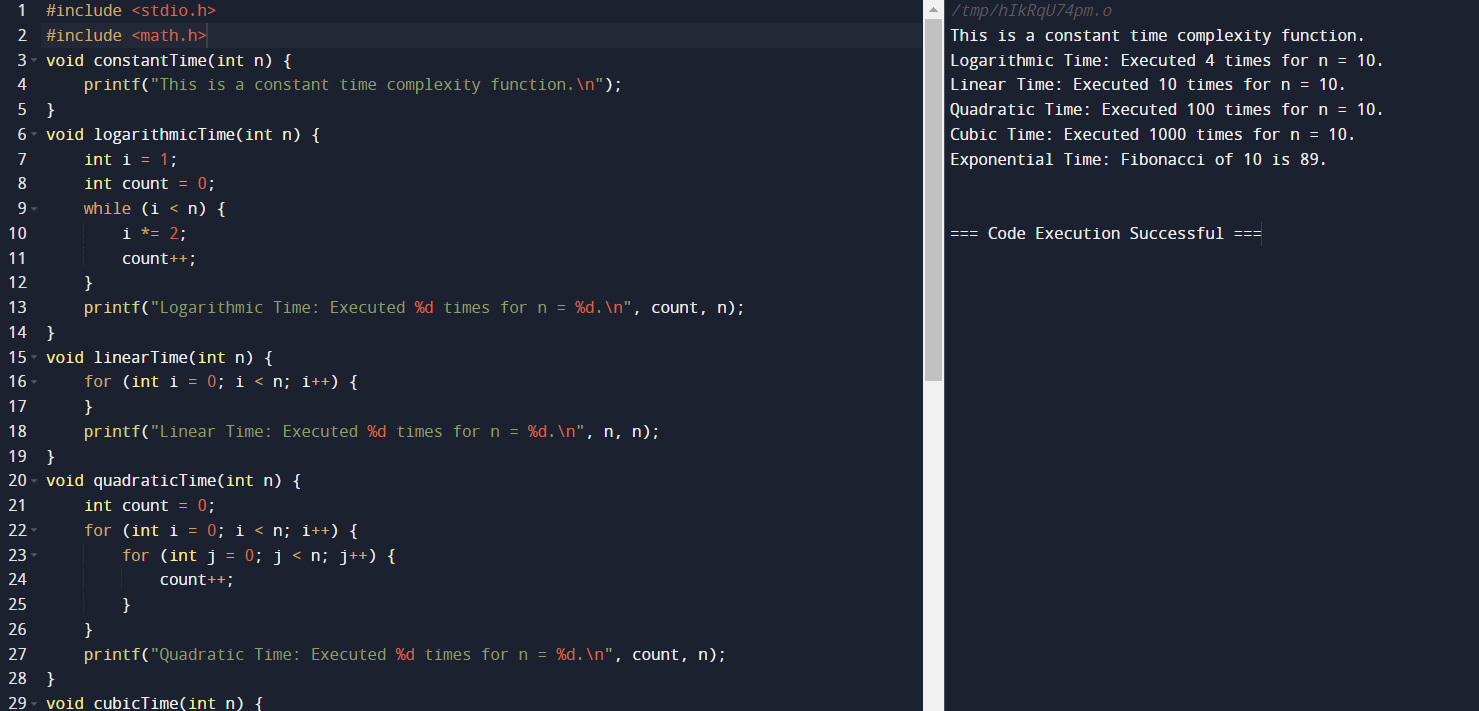 1 #include <stdio.h>
2 #include <math.h>
3 void constantTime(int n) {
4     printf("This is a constant time complexity function.\n");
5 }
6 void logarithmicTime(int n) {
7     int i = 1;
8     int count = 0;
9     while (i < n) {
10         i *= 2;
11         count++;
12     }
13     printf("Logarithmic Time: Executed %d times for n = %d.\n", count, n);
14 }
15 void linearTime(int n) {
16     for (int i = 0; i < n; i++) {
17     }
18     printf("Linear Time: Executed %d times for n = %d.\n", n, n);
19 }
20 void quadraticTime(int n) {
21     int count = 0;
22     for (int i = 0; i < n; i++) {
23         for (int j = 0; j < n; j++) {
24             count++;
25         }
26     }
27     printf("Quadratic Time: Executed %d times for n = %d.\n", count, n);
28 }
29 void cubicTime(int n) {
/tmp/hIkRqU74pm.o
This is a constant time complexity function.
Logarithmic Time: Executed 4 times for n = 10.
Linear Time: Executed 10 times for n = 10.
Quadratic Time: Executed 100 times for n = 10.
Cubic Time: Executed 1000 times for n = 10.
Exponential Time: Fibonacci of 10 is 89.
=== Code Execution Successful ===